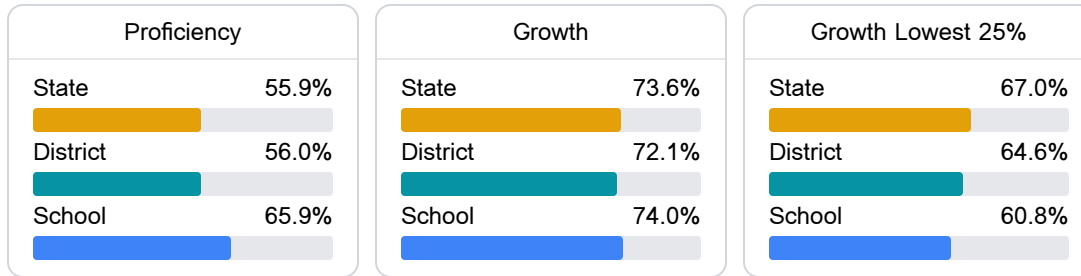 Proficiency
State 55.9%
District 56.0%
School 65.9%
Growth
State 73.6%
District 72.1%
School 74.0%
Growth Lowest 25%
State 67.0%
District 64.6%
School 60.8%